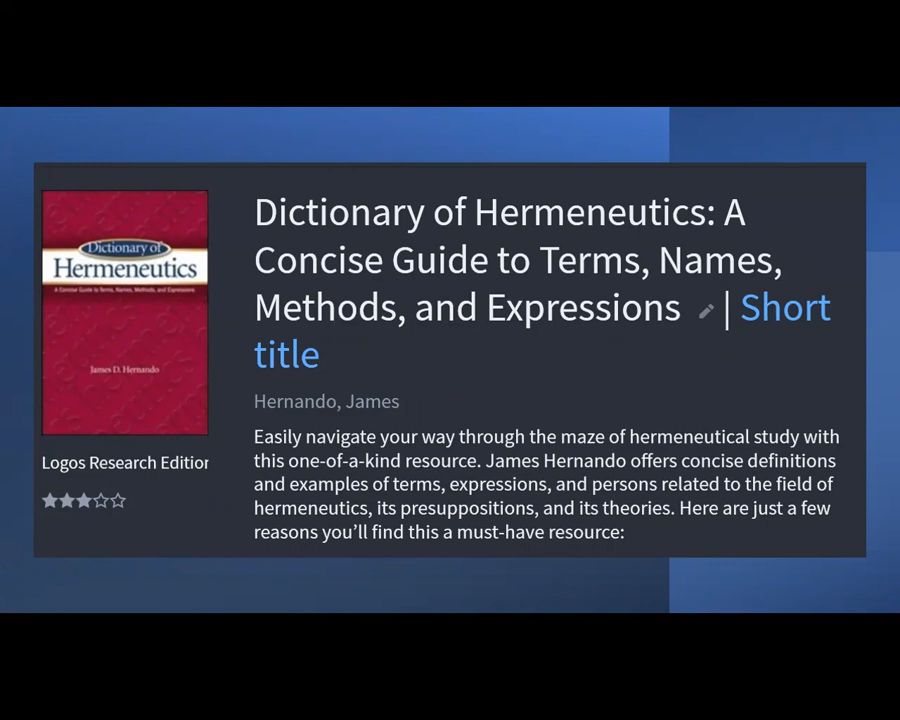 Dictionary of
Hermeneutics
A Concise Guide to Terms, Names, Methods, and Expressions
James D. Hernando
Logos Research Edition
Dictionary of Hermeneutics: A
Concise Guide to Terms, Names,
Methods, and Expressions | Short
title
Hernando, James
Easily navigate your way through the maze of hermeneutical study with
this one-of-a-kind resource. James Hernando offers concise definitions
and examples of terms, expressions, and persons related to the field of
hermeneutics, its presuppositions, and its theories. Here are just a few
reasons you’ll find this a must-have resource: